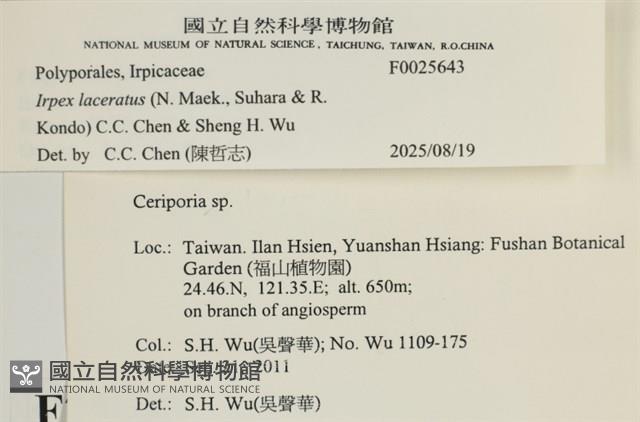 國立自然科學博物館
NATIONAL MUSEUM OF NATURAL SCIENCE, TAICHUNG, TAIWAN, R.O.CHINA
Polyporales, Irpicaceae F0025643
Irpex laceratus (N. Maek., Suhara & R.
Kondo) C.C. Chen & Sheng H. Wu
Det. by C.C. Chen (陳哲志) 2025/08/19
Ceriporia sp.
Loc.: Taiwan. Ilan Hsien, Yuanshan Hsiang: Fushan Botanical
Garden (福山植物園)
24.46.N, 121.35.E; alt. 650m;
on branch of angiosperm
Col.: S.H. Wu(吳聲華); No. Wu 1109-175
2011
國立自然科學博物館
NATIONAL MUSEUM OF NATURAL SCIENCE
Det.: S.H. Wu(吳聲華)